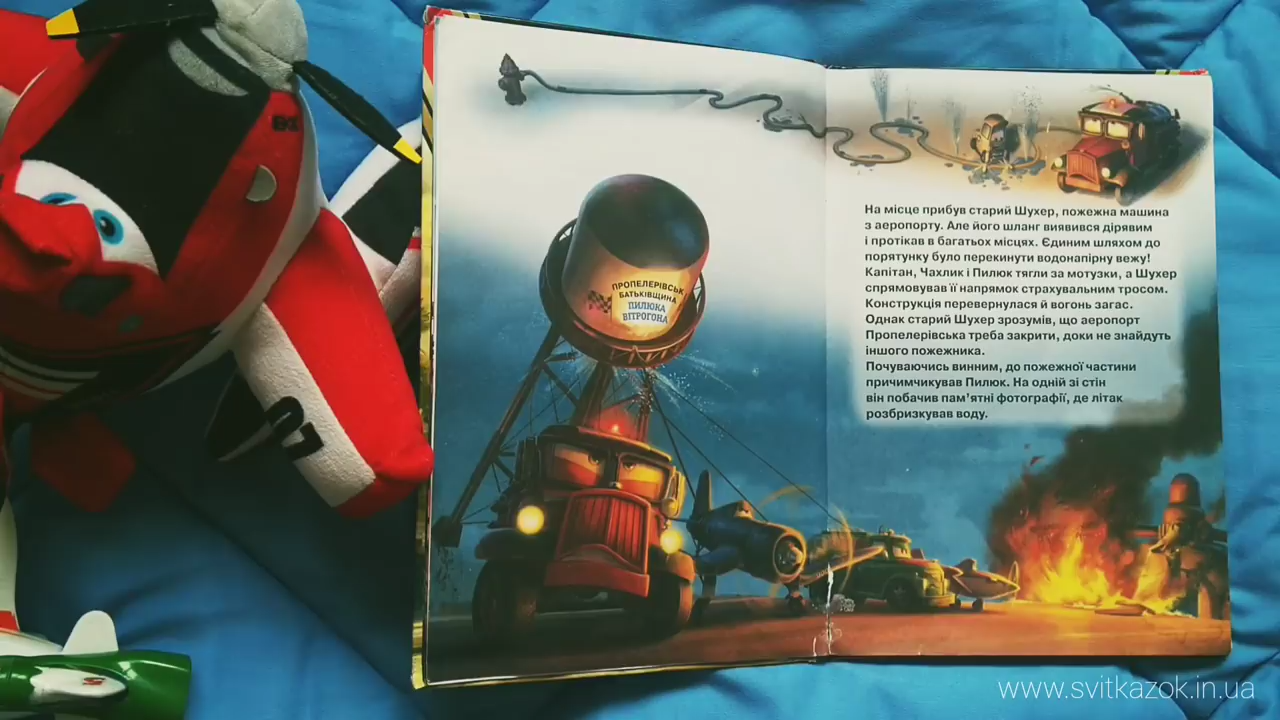 ПРОПЕЛЕРІВСЬК
БАТЬКІВЩИНА
ПИЛЮКА
ВІТРОГОНА
На місце прибув старий Шухер, пожежна машина
з аеропорту. Але його шланг виявився дірявим
і протікав в багатьох місцях. Єдиним шляхом до
порятунку було перекинути водонапірну вежу!
Капітан, Чахлик і Пилюк тягли за мотузки, а Шухер
спрямовував її напрямок страхувальним тросом.
Конструкція перевернулася й вогонь загас.
Однак старий Шухер зрозумів, що аеропорт
Пропелерівська треба закрити, доки не знайдуть
іншого пожежника.
Почуваючись винним, до пожежної частини
причимчикував Пилюк. На одній зі стін
він побачив пам'ятні фотографії, де літак
розбризкував воду.
www.svitkazok.in.ua